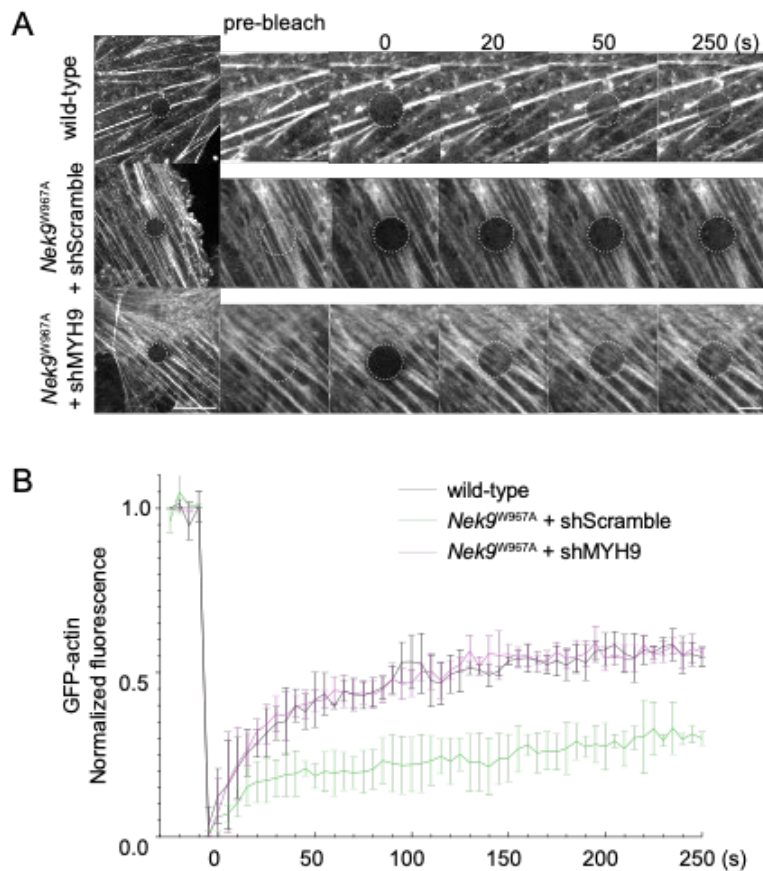 A
pre-bleach
0 20 50 250 (s)
wild-type
Nek9W967A
+ shScramble
Nek9W967A
+ shMYH9
B
wild-type
Nek9W967A + shScramble
Nek9W967A + shMYH9
GFP-actin
Normalized fluorescence
1.0
0.5
0.0
0 50 100 150 200 250 (s)